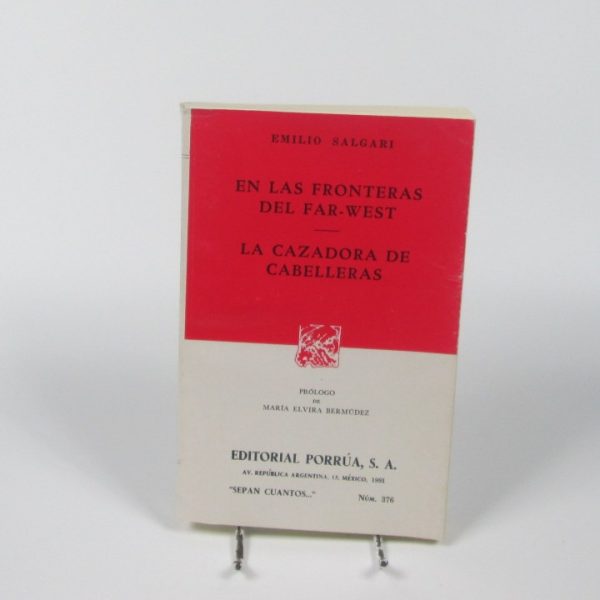 EMILIO SALGARI
EN LAS FRONTERAS
DEL FAR-WEST
LA CAZADORA DE
CABELLERAS
PRÓLOGO
DE
MARÍA ELVIRA BERMÚDEZ
EDITORIAL PORRÚA, S. A.
AV. REPÚBLICA ARGENTINA, 15, MÉXICO,
"SEPAN CUANTOS..." NÚM. 376